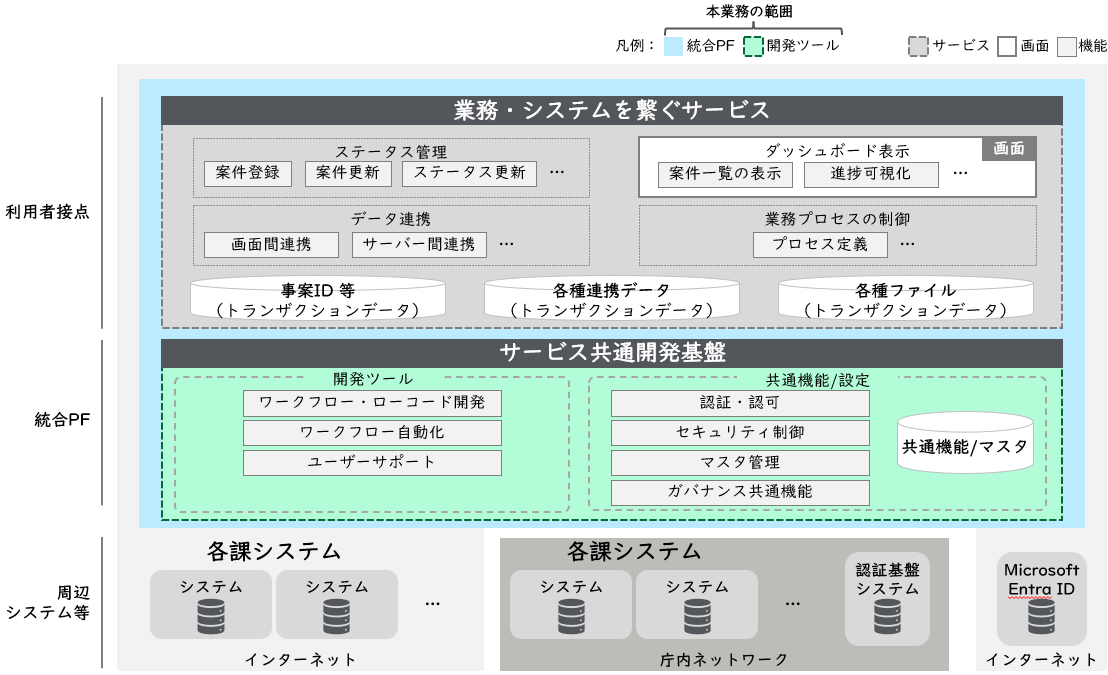 本業務の範囲
凡例： 統合PF 開発ツール サービス 画面 機能
利用者接点
業務・システムを繋ぐサービス
ステータス管理
案件登録 案件更新 ステータス更新 …
画面
ダッシュボード表示
案件一覧の表示 進捗可視化 …
データ連携
画面間連携 サーバー間連携 …
業務プロセスの制御
プロセス定義 …
事案ID 等
（トランザクションデータ）
各種連携データ
（トランザクションデータ）
各種ファイル
（トランザクションデータ）
統合PF
サービス共通開発基盤
開発ツール
ワークフロー・ローコード開発
ワークフロー自動化
ユーザーサポート
共通機能/設定
認証・認可
セキュリティ制御
マスタ管理
ガバナンス共通機能
共通機能/マスタ
周辺
システム等
各課システム
システム システム …
インターネット
各課システム
システム システム …
認証基盤
システム
庁内ネットワーク
Microsoft
Entra ID
インターネット